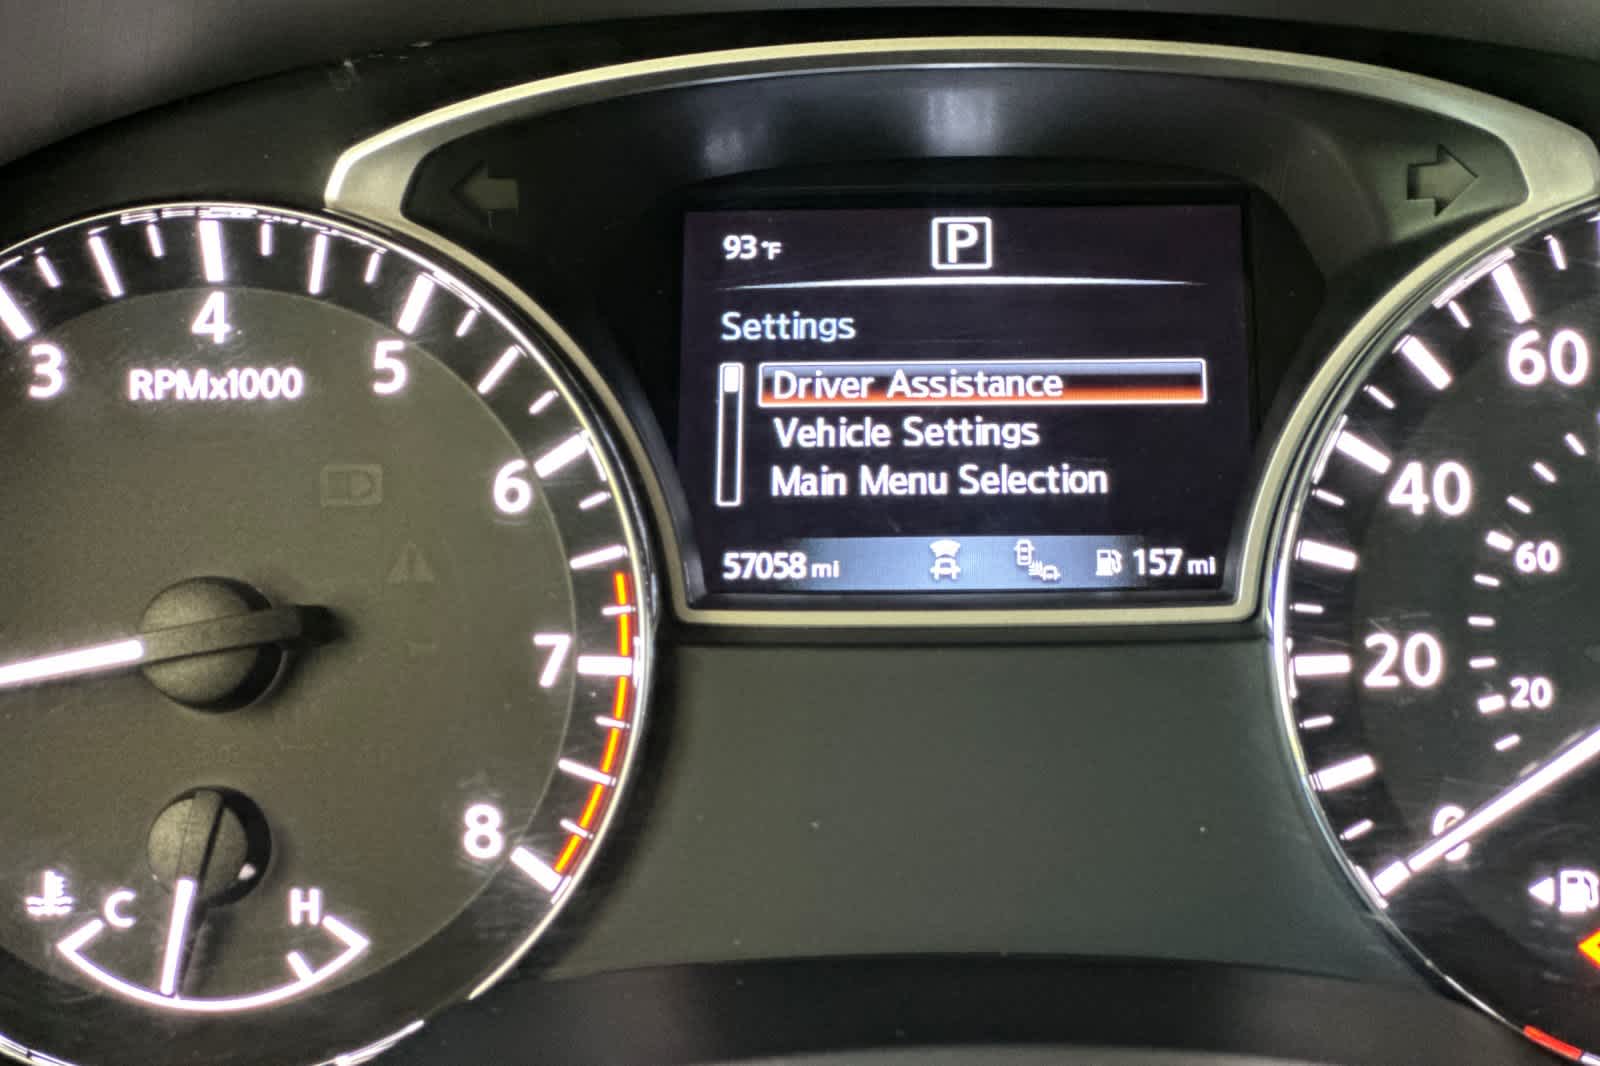 93°F P
Settings
Driver Assistance
Vehicle Settings
Main Menu Selection
57058 mi 157 mi
3 4 5 6 7 8
RPMx1000
C H
60
40
20
60
20
0